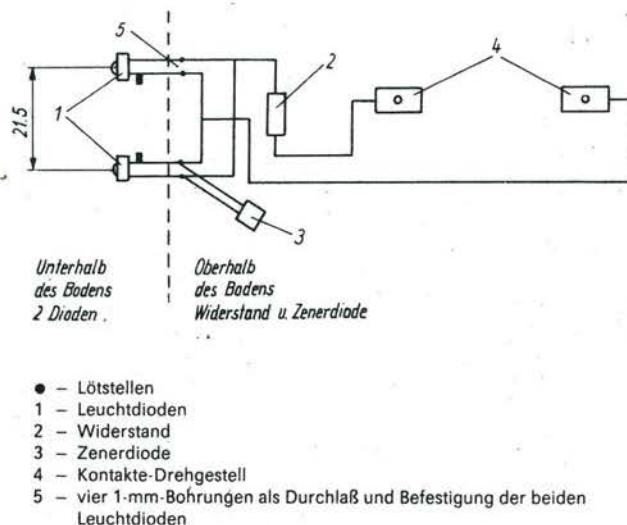 5
2
4
1
21.5
3
Unterhalb
des Bodens
2 Dioden .
Oberhalb
des Bodens
Widerstand u. Zenerdiode
● – Lötstellen
1 – Leuchtdioden
2 – Widerstand
3 – Zenerdiode
4 – Kontakte-Drehgestell
5 – vier 1-mm-Bohrungen als Durchlaß und Befestigung der beiden
Leuchtdioden